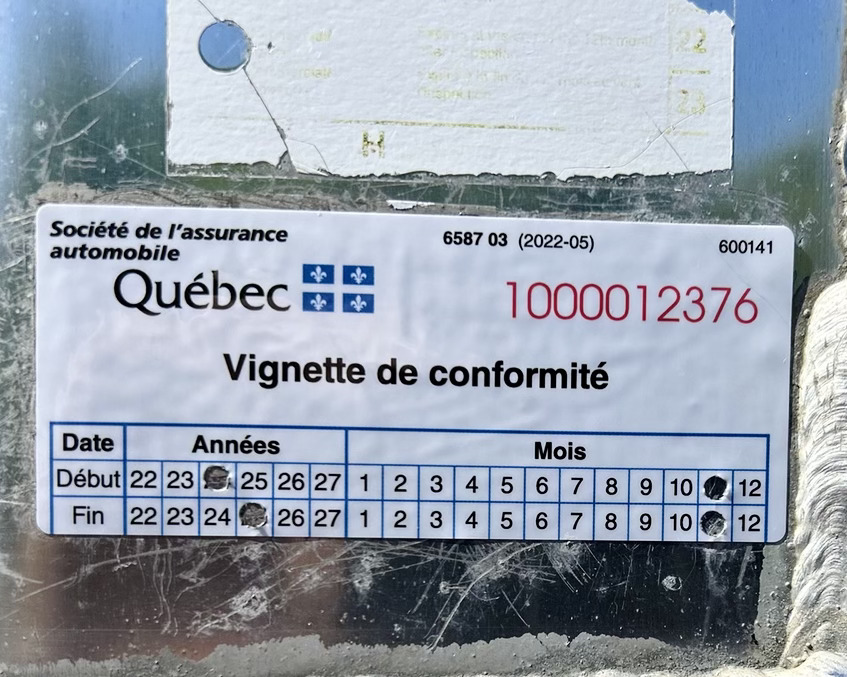 22
23
H
Société de l'assurance
automobile
Québec
6587 03 (2022-05)
600141
1000012376
Vignette de conformité
Date Années Mois
Début 22 23 25 26 27 1 2 3 4 5 6 7 8 9 10 12
Fin 22 23 24 26 27 1 2 3 4 5 6 7 8 9 10 12